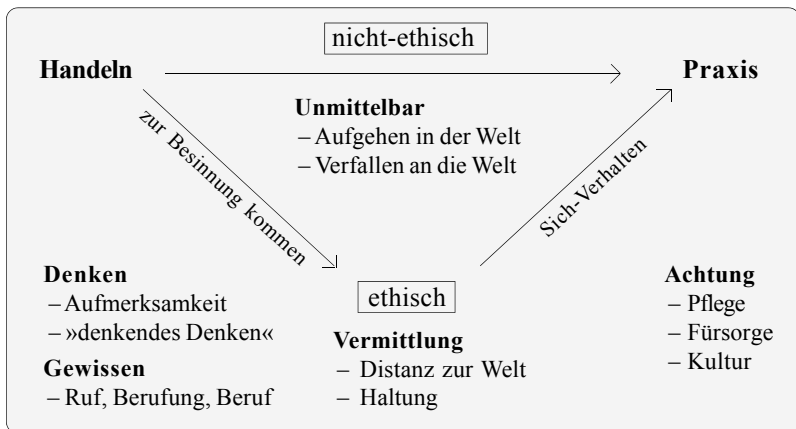 nicht-ethisch
Handeln
Praxis
Unmittelbar
– Aufgehen in der Welt
– Verfallen an die Welt
zur Besinnung kommen
Sich-Verhalten
Denken
– Aufmerksamkeit
– »denkendes Denken«
Gewissen
– Ruf, Berufung, Beruf
ethisch
Vermittlung
– Distanz zur Welt
– Haltung
Achtung
– Pflege
– Fürsorge
– Kultur